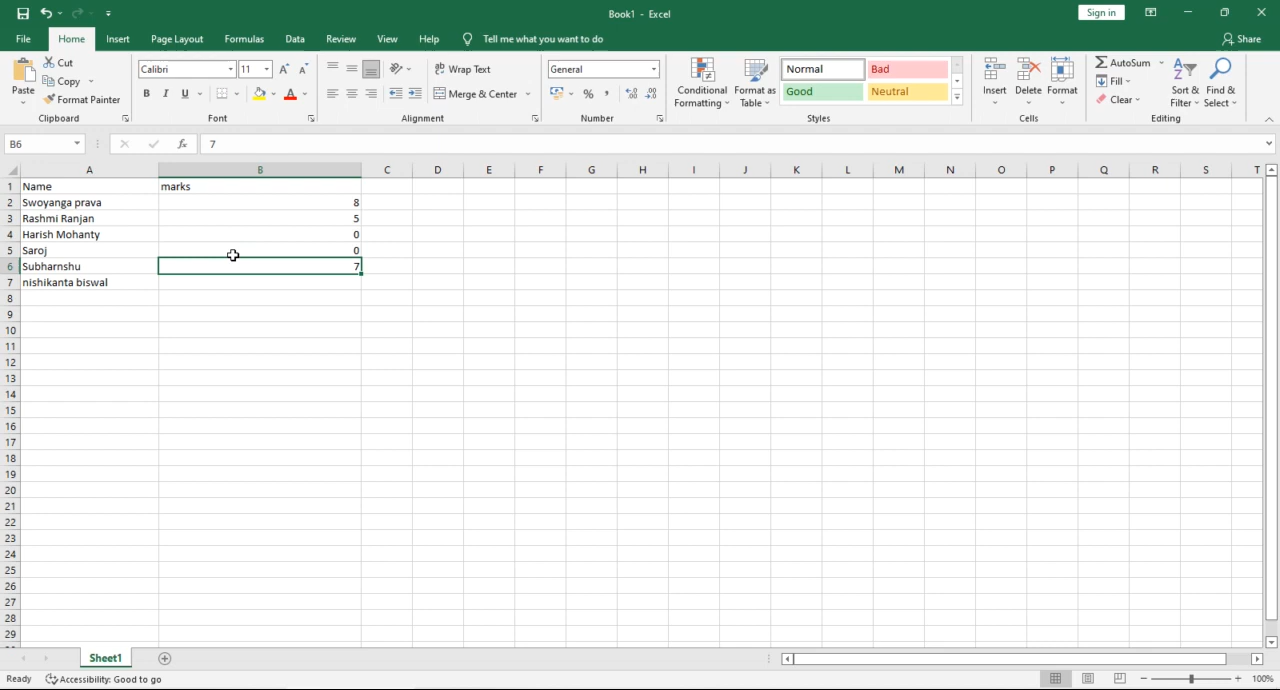 Book1 - Excel
Sign in
File Home Insert Page Layout Formulas Data Review View Help Tell me what you want to do Share
Paste
Cut
Copy
Format Painter
Clipboard
Calibri 11
B I U
Font
Wrap Text
Merge & Center
Alignment
General
% ,
Number
Conditional Formatting
Format as Table
Normal Bad
Good Neutral
Styles
Insert Delete Format
Cells
AutoSum
Fill
Clear
Sort & Filter
Find & Select
Editing
B6 fx 7
A B C D E F G H I J K L M N O P Q R S T
1 Name marks
2 Swoyanga prava 8
3 Rashmi Ranjan 5
4 Harish Mohanty 0
5 Saroj 0
6 Subharnshu 7
7 nishikanta biswal
8
9
10
11
12
13
14
15
16
17
18
19
20
21
22
23
24
25
26
27
28
29
Sheet1
Ready Accessibility: Good to go 100%